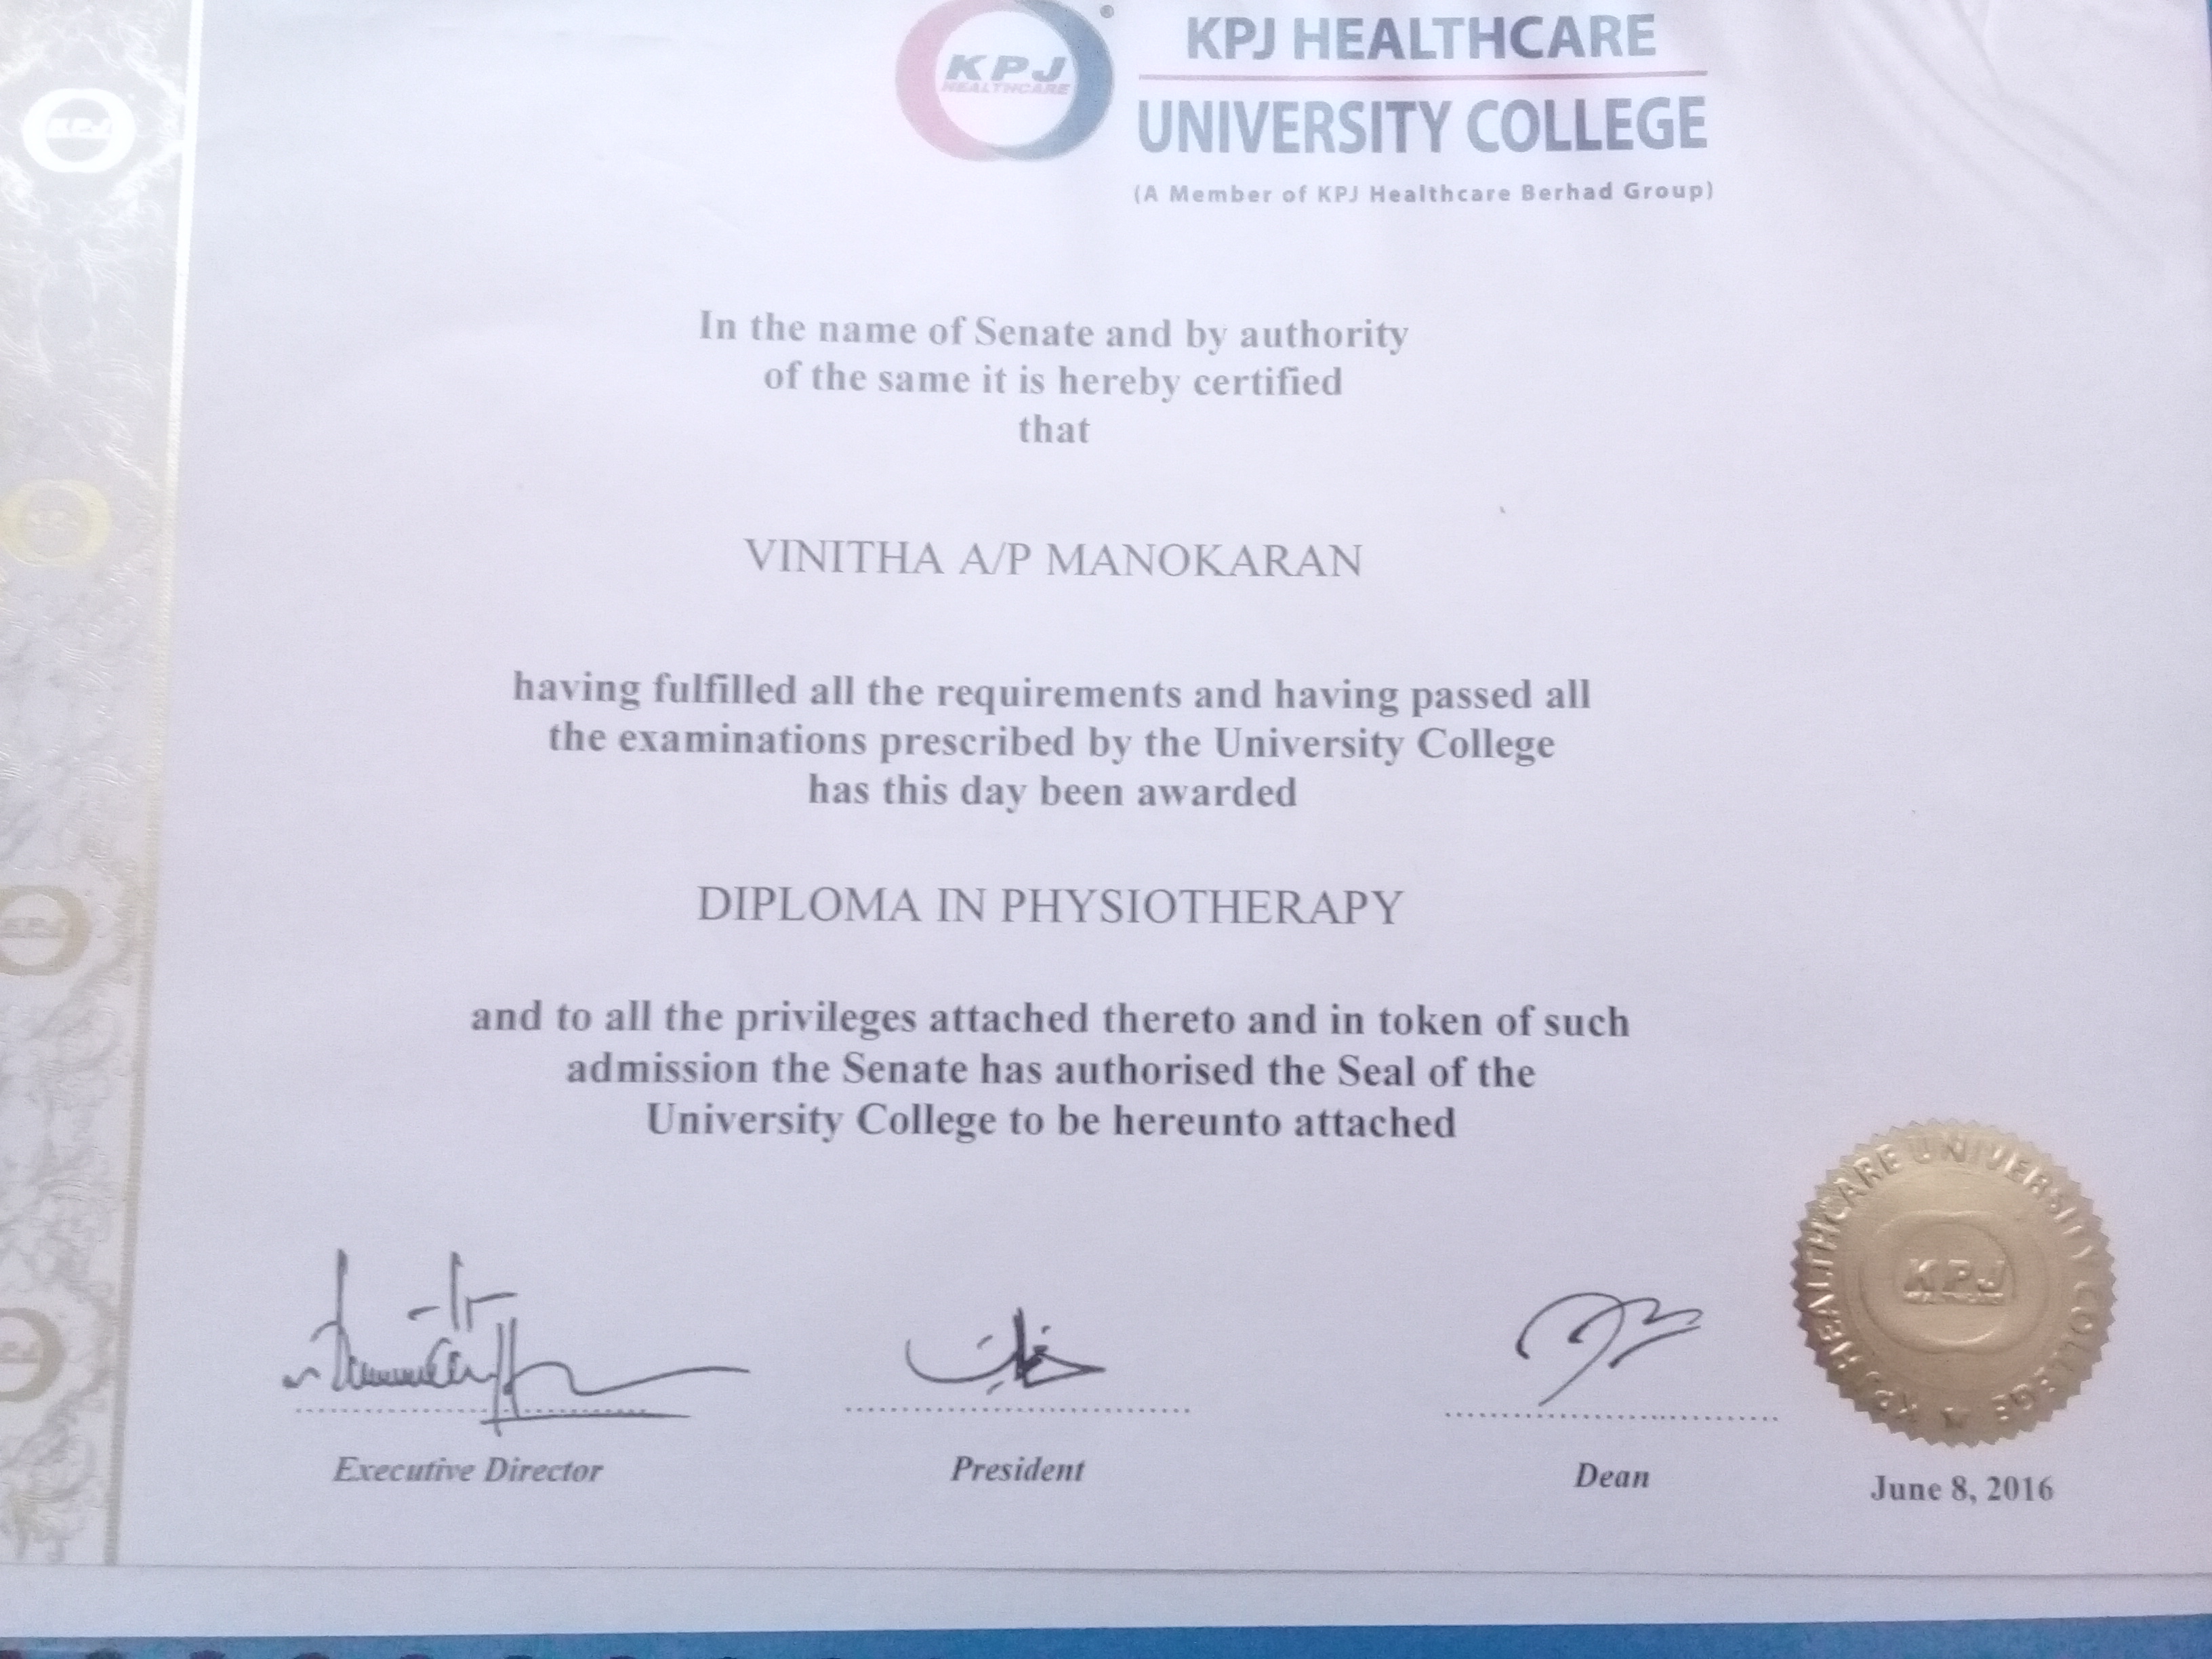 KPJ
HEALTHCARE
®
KPJ HEALTHCARE
UNIVERSITY COLLEGE
(A Member of KPJ Healthcare Berhad Group)
In the name of Senate and by authority
of the same it is hereby certified
that
VINITHA A/P MANOKARAN
having fulfilled all the requirements and having passed all
the examinations prescribed by the University College
has this day been awarded
DIPLOMA IN PHYSIOTHERAPY
and to all the privileges attached thereto and in token of such
admission the Senate has authorised the Seal of the
University College to be hereunto attached
Executive Director
President
Dean
KPJ HEALTHCARE UNIVERSITY COLLEGE
KPJ
June 8, 2016
KPJ
KPJ